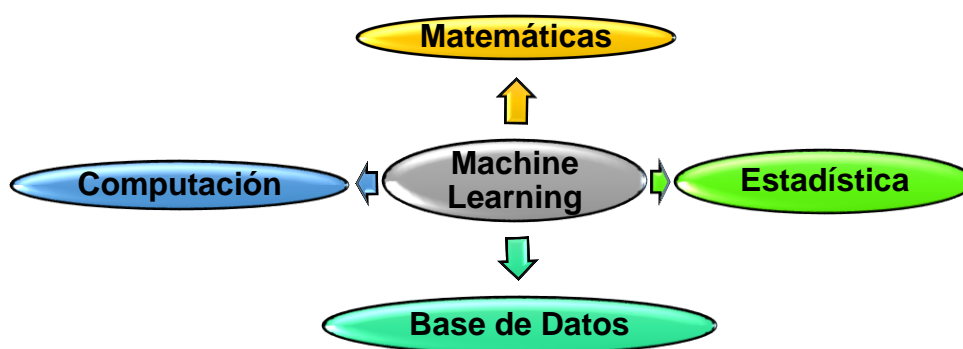 Matemáticas
Computación
Machine
Learning
Estadística
Base de Datos